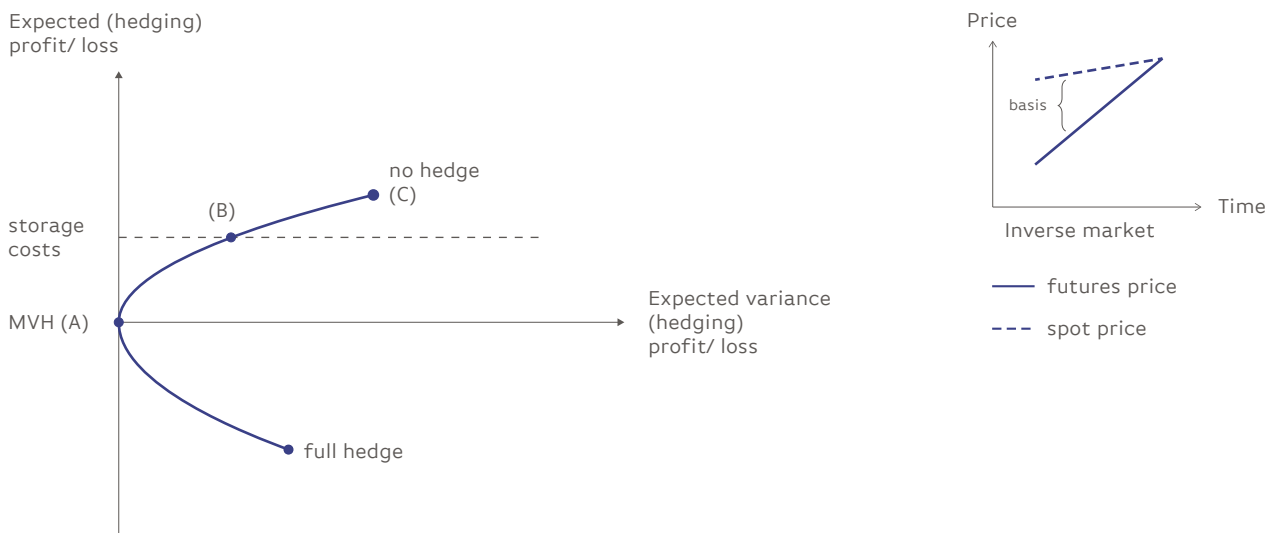 Expected (hedging)
profit/ loss
no hedge
(C)
(B)
storage
costs
MVH (A)
Expected variance
(hedging)
profit/ loss
full hedge
Price
basis
Time
Inverse market
futures price
spot price